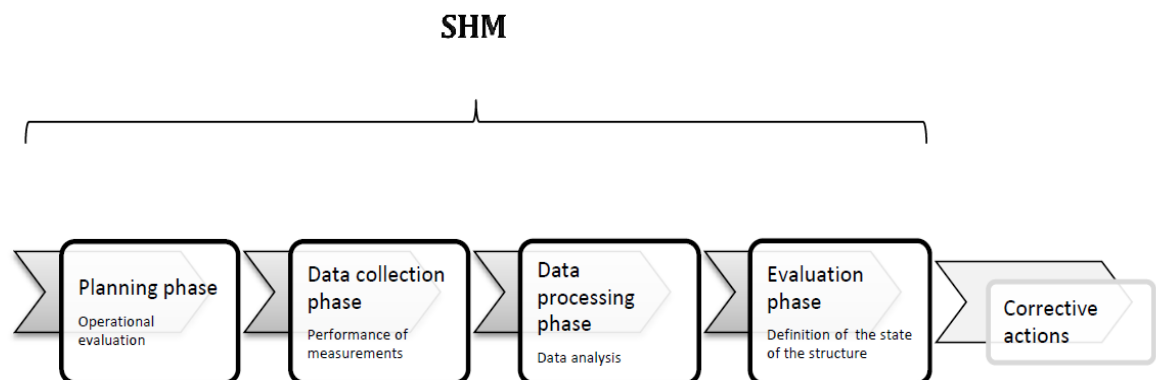 SHM
Planning phase
Operational
evaluation
Data collection
phase
Performance of
measurements
Data
processing
phase
Data analysis
Evaluation
phase
Definition of the state
of the structure
Corrective
actions